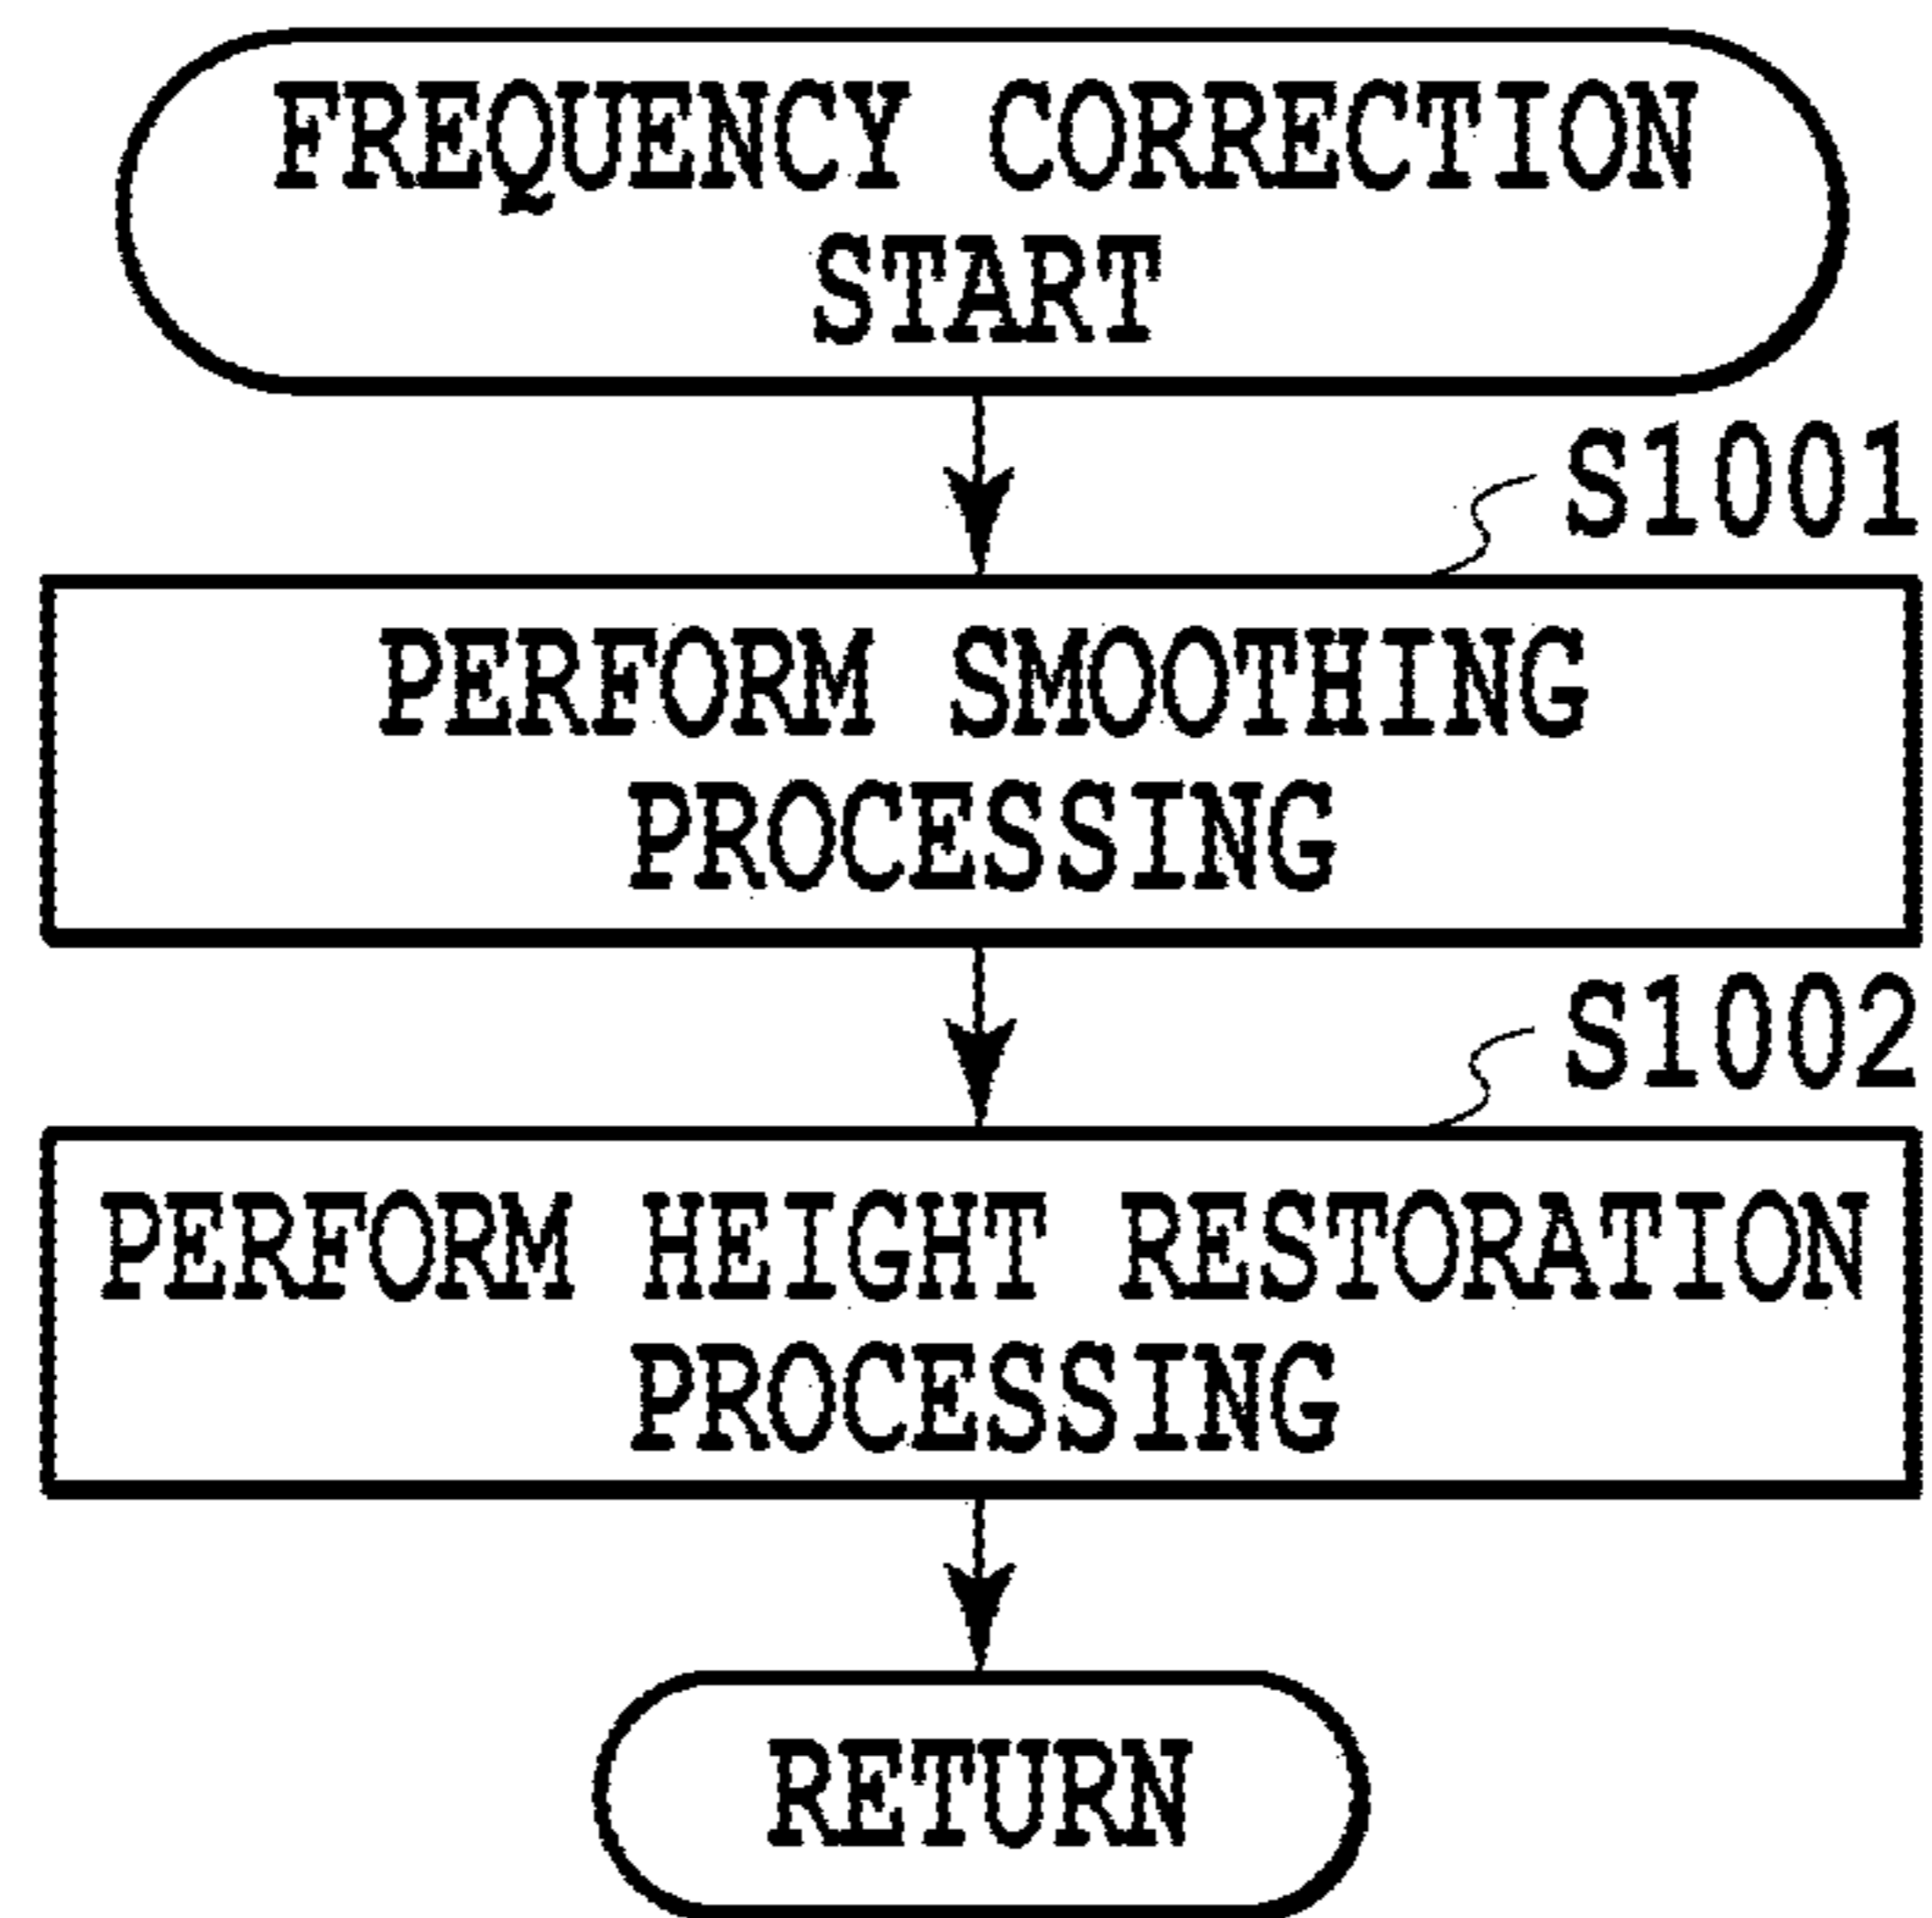 FREQUENCY CORRECTION
START
S1001
PERFORM SMOOTHING
PROCESSING
S1002
PERFORM HEIGHT RESTORATION
PROCESSING
RETURN